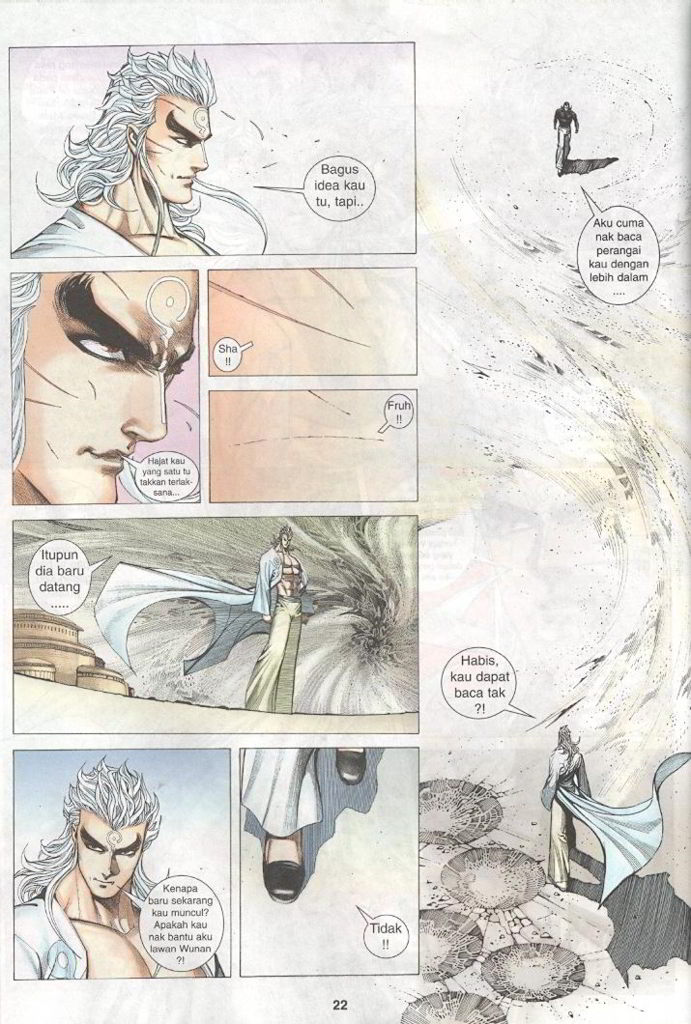 Bagus
idea kau
tu, tapi..
Hajat kau
yang satu tu
takkan terlak-
sana...
Sha
!!
Fruh
!!
Itupun
dia baru
datang
.....
Kenapa
baru sekarang
kau muncul?
Apakah kau
nak bantu aku
lawan Wunan
?!
Tidak
!!
Aku cuma
nak baca
perangai
kau dengan
lebih dalam
....
Habis,
kau dapat
baca tak
?!
22